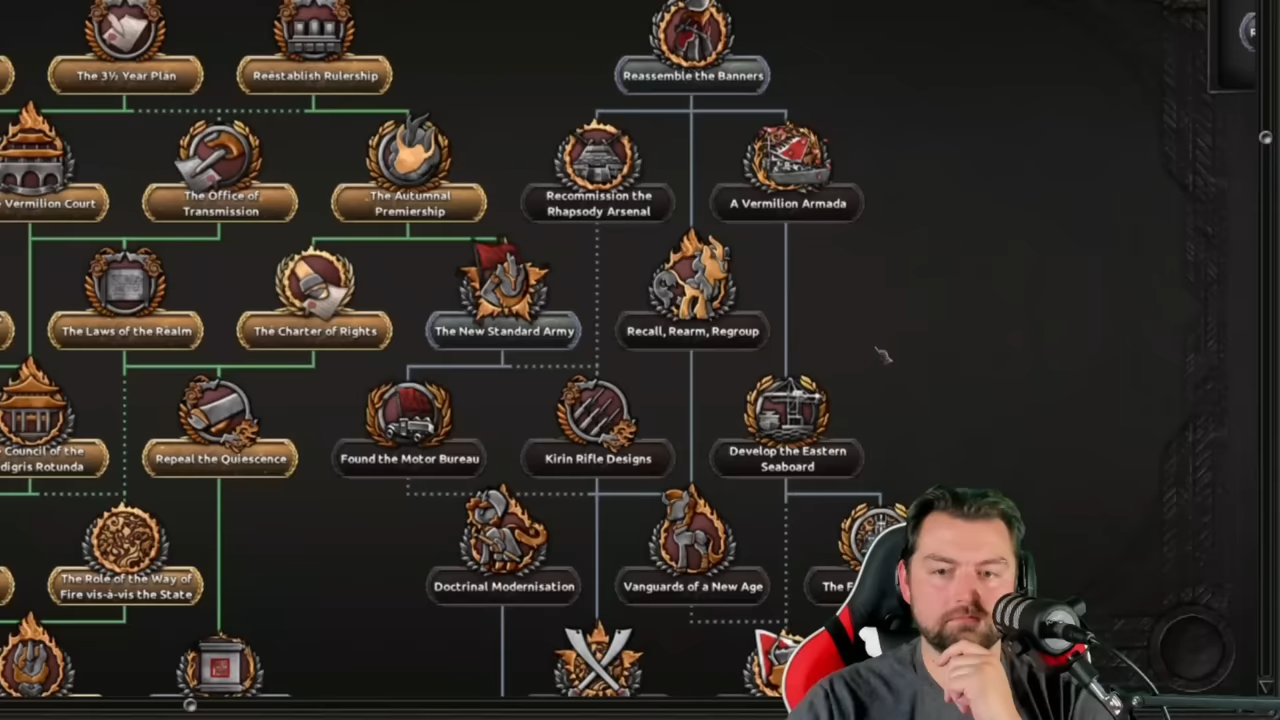 The 3½ Year Plan
Reëstablish Rulership
Reassemble the Banners
Vermilion Court
The Office of
Transmission
The Autumnal
Premiership
Recommission the
Rhapsody Arsenal
A Vermilion Armada
The Laws of the Realm
The Charter of Rights
The New Standard Army
Recall, Rearm, Regroup
Council of the
digris Rotunda
Repeal the Quiescence
Found the Motor Bureau
Kirin Rifle Designs
Develop the Eastern
Seaboard
The Role of the Way of
Fire vis-à-vis the State
Doctrinal Modernisation
Vanguards of a New Age
The F